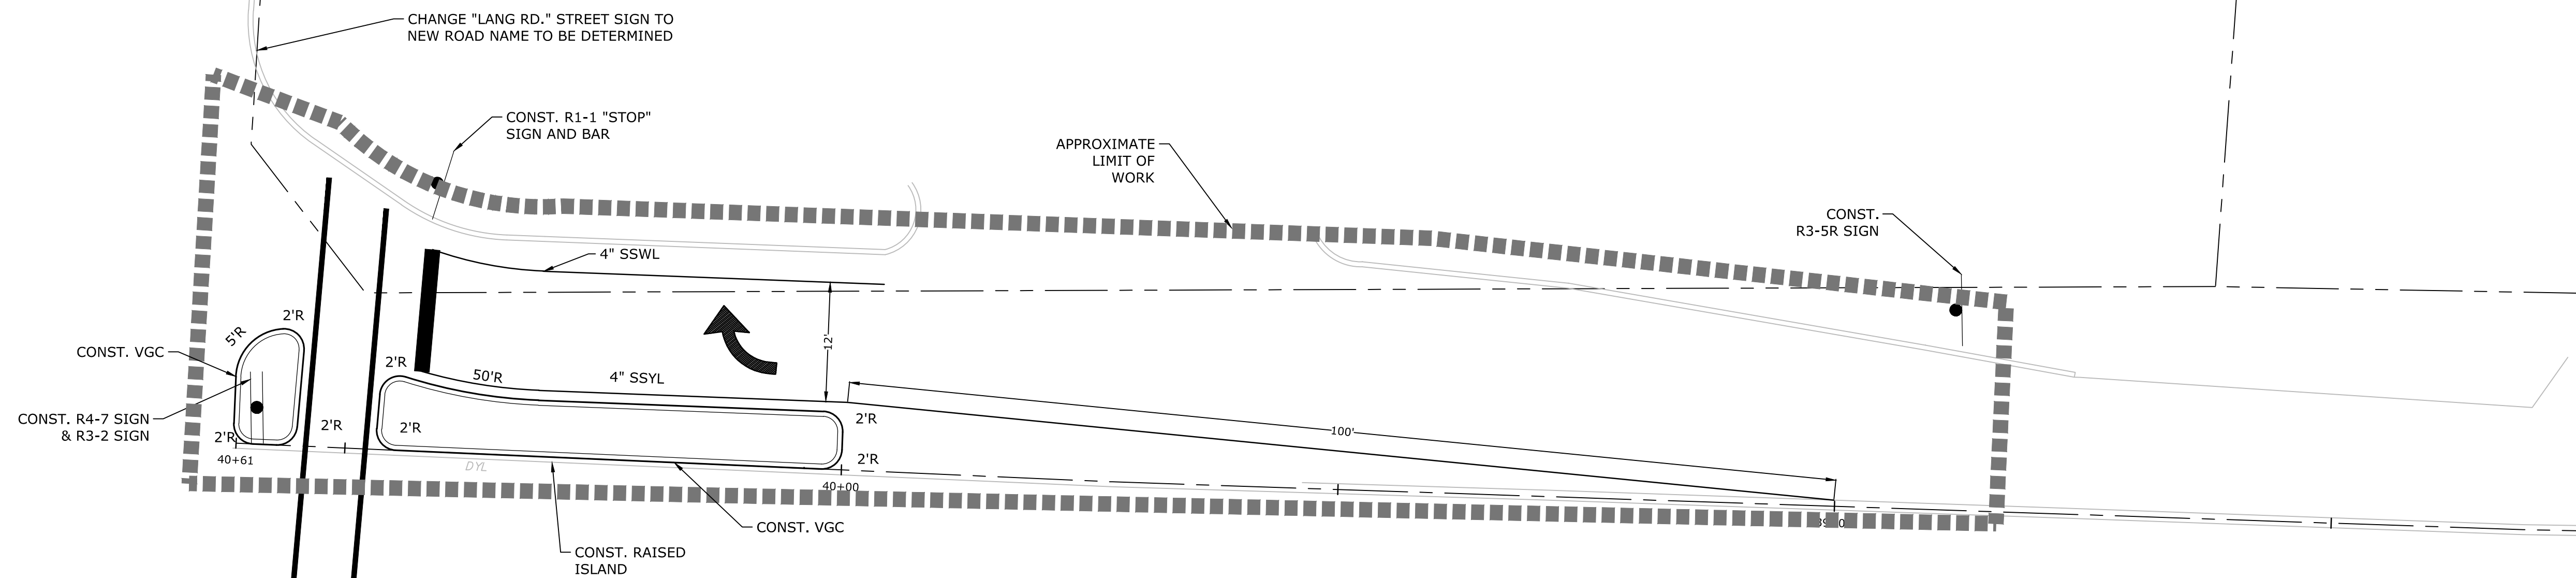 CHANGE "LANG RD." STREET SIGN TO
NEW ROAD NAME TO BE DETERMINED
CONST. R1-1 "STOP"
SIGN AND BAR
APPROXIMATE
LIMIT OF
WORK
CONST.
R3-5R SIGN
4" SSWL
12'
2'R
5'R
CONST. VGC
2'R
50'R
4" SSYL
CONST. R4-7 SIGN
& R3-2 SIGN
2'R
2'R
2'R
2'R
2'R
100'
40+61
DYL
40+00
CONST. VGC
CONST. RAISED
ISLAND